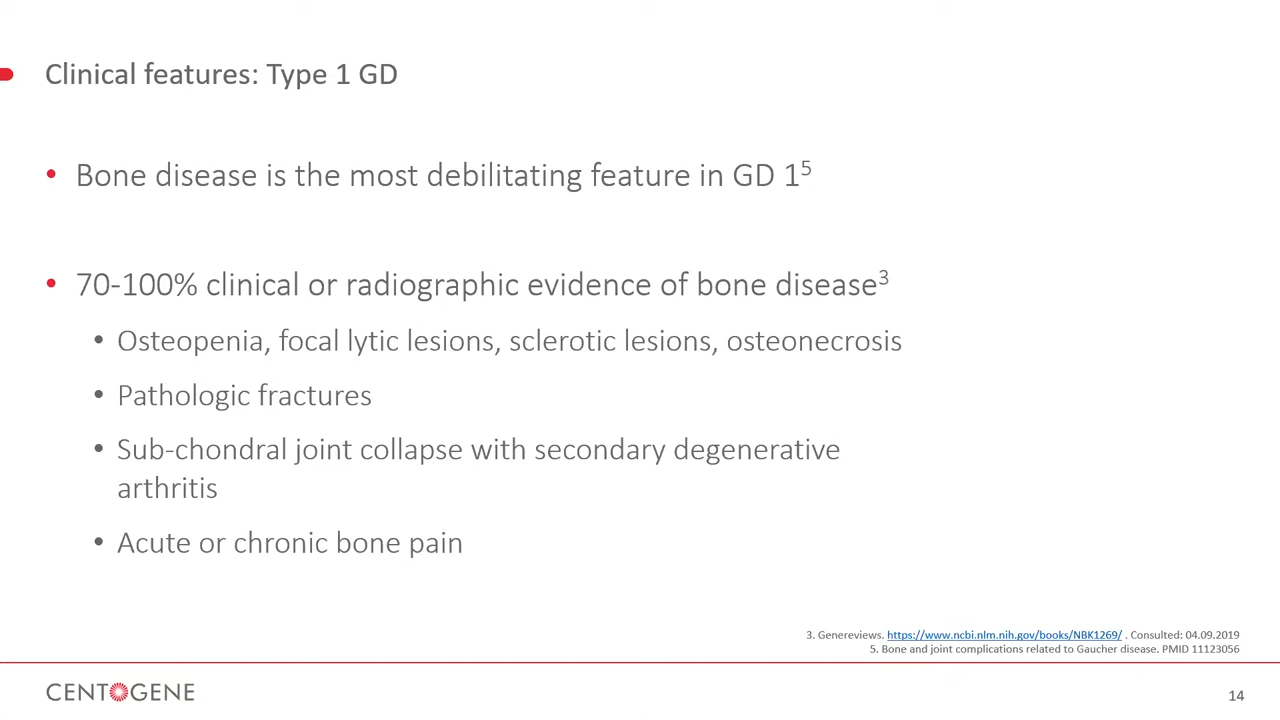 Clinical features: Type 1 GD
• Bone disease is the most debilitating feature in GD 1⁵
• 70-100% clinical or radiographic evidence of bone disease³
• Osteopenia, focal lytic lesions, sclerotic lesions, osteonecrosis
• Pathologic fractures
• Sub-chondral joint collapse with secondary degenerative
arthritis
• Acute or chronic bone pain
3. Genereviews. https://www.ncbi.nlm.nih.gov/books/NBK1269/ . Consulted: 04.09.2019
5. Bone and joint complications related to Gaucher disease. PMID 11123056
CENTOGENE
14